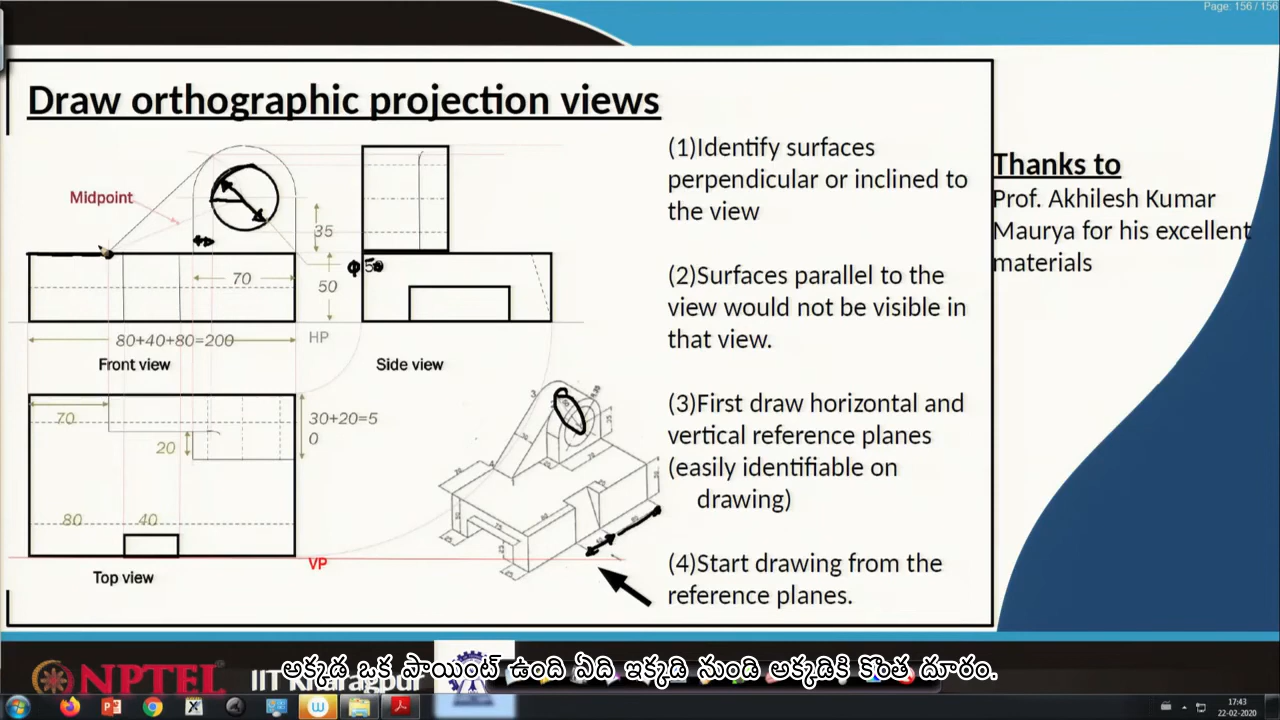 Page: 156 / 156
Draw orthographic projection views
Midpoint
35
70
50
80+40+80=200
HP
Front view
Side view
70
30+20=5
0
20
80
40
VP
Top view
(1)Identify surfaces
perpendicular or inclined to
the view
(2)Surfaces parallel to the
view would not be visible in
that view.
(3)First draw horizontal and
vertical reference planes
(easily identifiable on
drawing)
(4)Start drawing from the
reference planes.
Thanks to
Prof. Akhilesh Kumar
Maurya for his excellent
materials
NPTEL
IIT Kharagpur
అక్కడ ఒక పాయింట్ ఉంది ఏది ఇక్కడి నుండి అక్కడికి కొంత దూరం.
17:43
22-02-2020